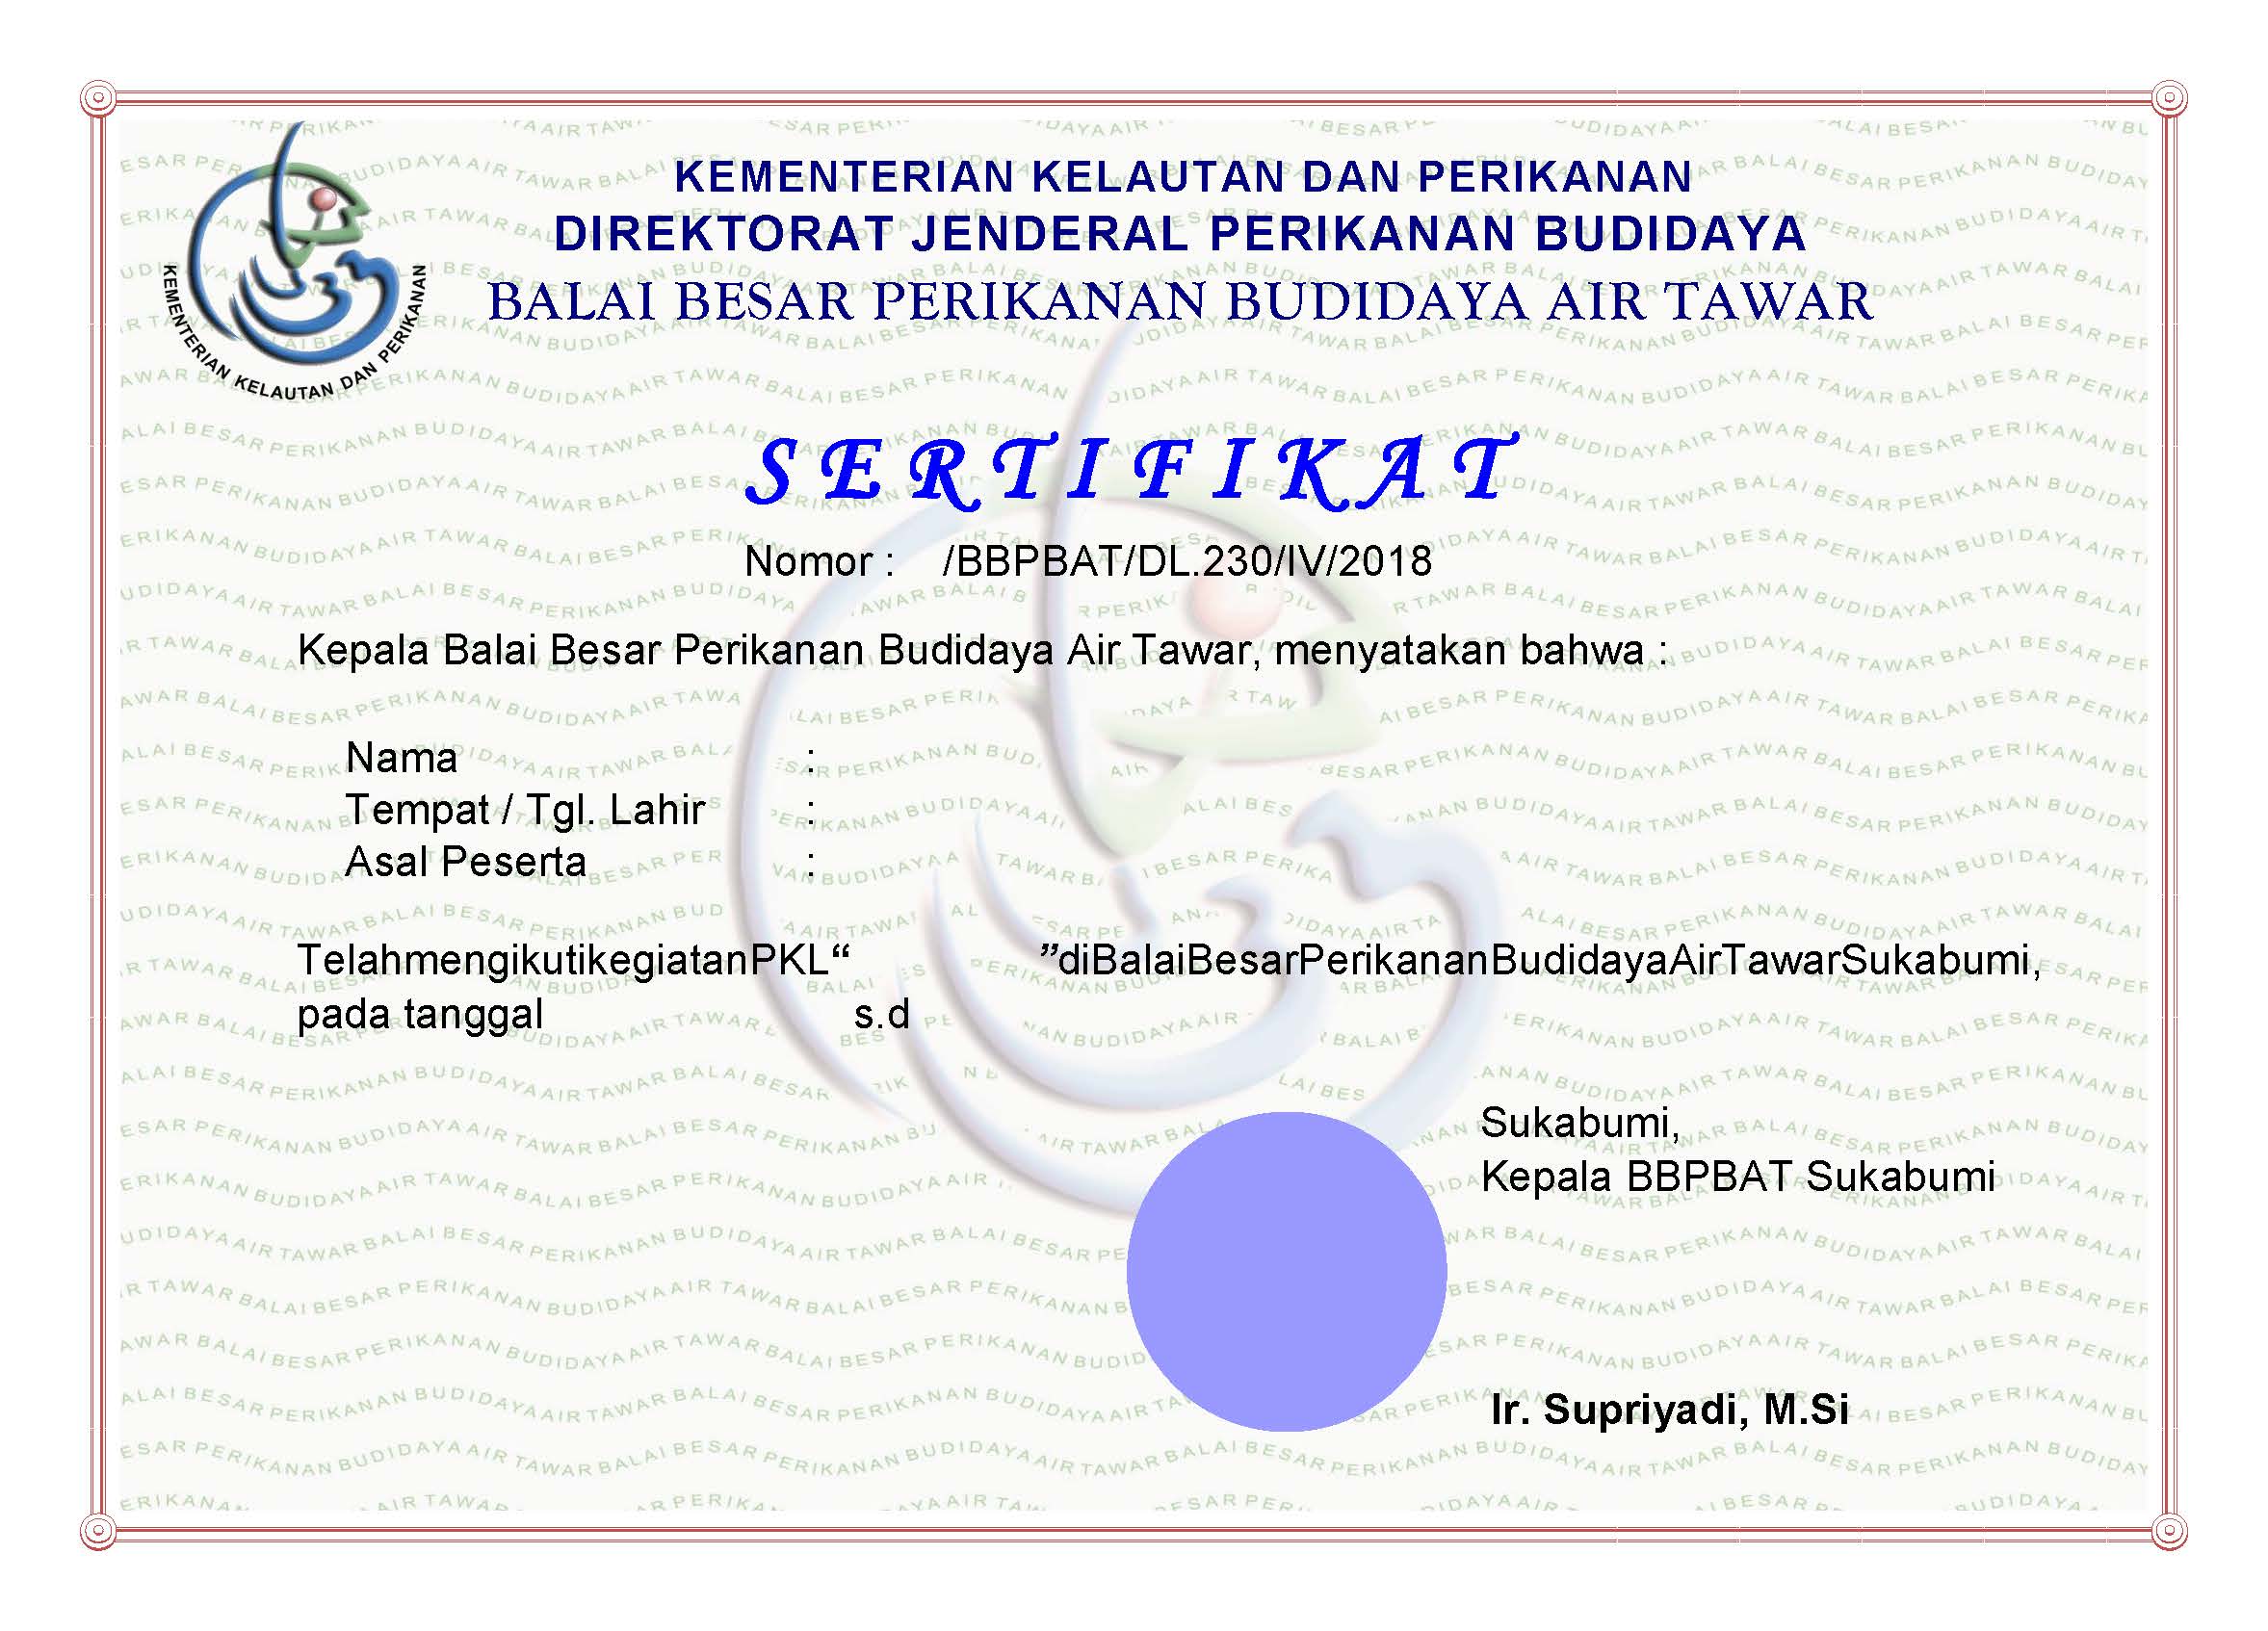 KEMENTERIAN KELAUTAN DAN PERIKANAN
DIREKTORAT JENDERAL PERIKANAN BUDIDAYA
BALAI BESAR PERIKANAN BUDIDAYA AIR TAWAR
KEMENTERIAN KELAUTAN DAN PERIKANAN
SERTIFIKAT
Nomor : /BBPBAT/DL.230/IV/2018
Kepala Balai Besar Perikanan Budidaya Air Tawar, menyatakan bahwa :
Nama :
Tempat / Tgl. Lahir :
Asal Peserta :
TelahmengikutikegiatanPKL“ ”diBalaiBesarPerikananBudidayaAirTawarSukabumi,
pada tanggal s.d
Sukabumi,
Kepala BBPBAT Sukabumi
Ir. Supriyadi, M.Si